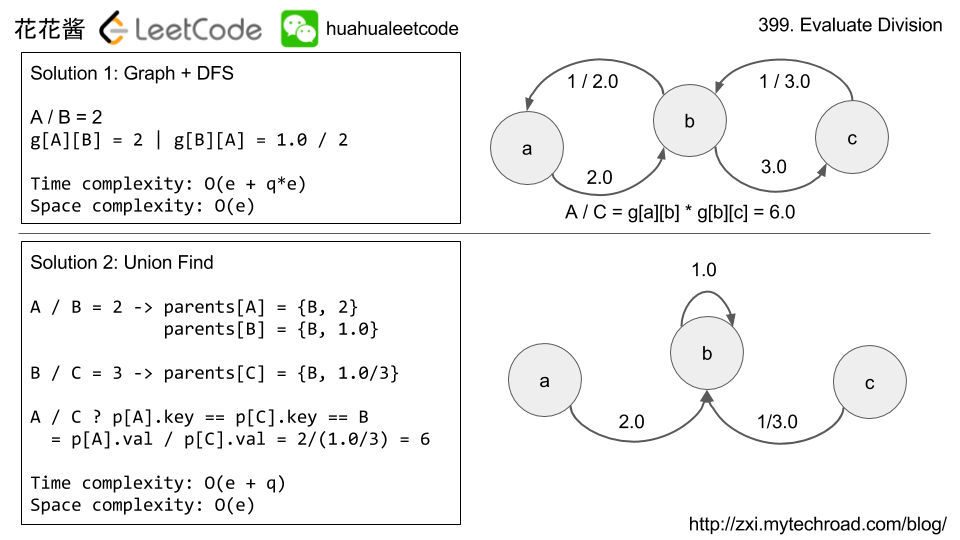 花花酱 LeetCode huahualeetcode
399. Evaluate Division
Solution 1: Graph + DFS
A / B = 2
g[A][B] = 2 | g[B][A] = 1.0 / 2
Time complexity: O(e + q*e)
Space complexity: O(e)
1 / 2.0
1 / 3.0
a
b
c
2.0
3.0
A / C = g[a][b] * g[b][c] = 6.0
Solution 2: Union Find
A / B = 2 -> parents[A] = {B, 2}
parents[B] = {B, 1.0}
B / C = 3 -> parents[C] = {B, 1.0/3}
A / C ? p[A].key == p[C].key == B
= p[A].val / p[C].val = 2/(1.0/3) = 6
Time complexity: O(e + q)
Space complexity: O(e)
1.0
b
a
c
2.0
1/3.0
http://zxi.mytechroad.com/blog/